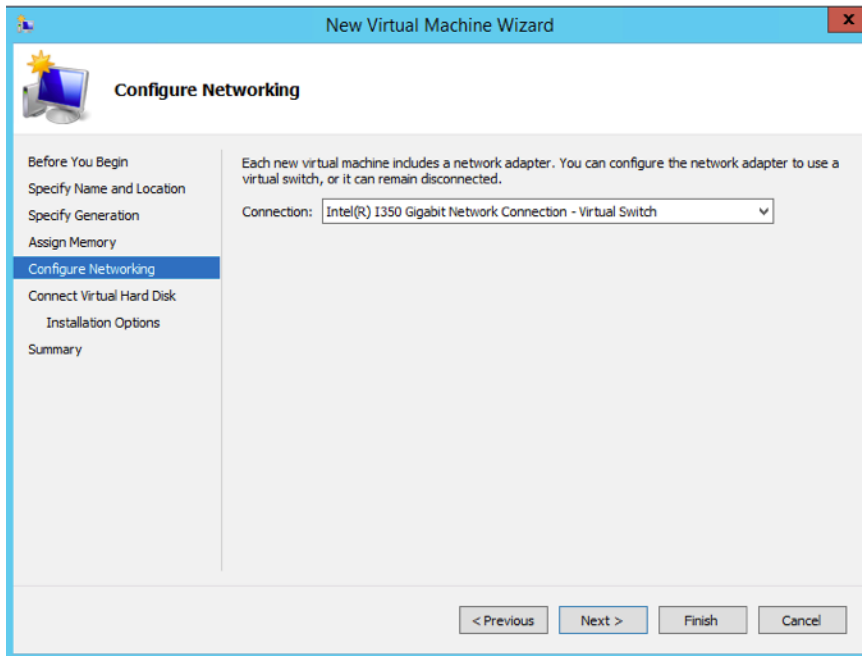 New Virtual Machine Wizard
x
Configure Networking
Before You Begin
Specify Name and Location
Specify Generation
Assign Memory
Configure Networking
Connect Virtual Hard Disk
Installation Options
Summary
Each new virtual machine includes a network adapter. You can configure the network adapter to use a
virtual switch, or it can remain disconnected.
Connection: Intel(R) I350 Gigabit Network Connection - Virtual Switch
< Previous Next > Finish Cancel